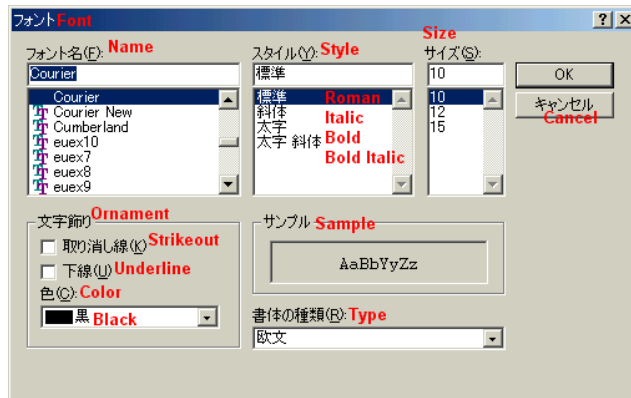 フォントFont
Size
フォント名(F): Name
スタイル(Y): Style
サイズ(S):
Courier
標準
10
OK
Courier
Courier New
Cumberland
euex10
euex7
euex8
euex9
標準 Roman
斜体 Italic
太字 Bold
太字 斜体 Bold Italic
10
12
15
キャンセル
Cancel
文字飾り Ornament
取り消し線(K) Strikeout
下線(U) Underline
色(C): Color
黒 Black
サンプル Sample
AaBbYyZz
書体の種類(R): Type
欧文